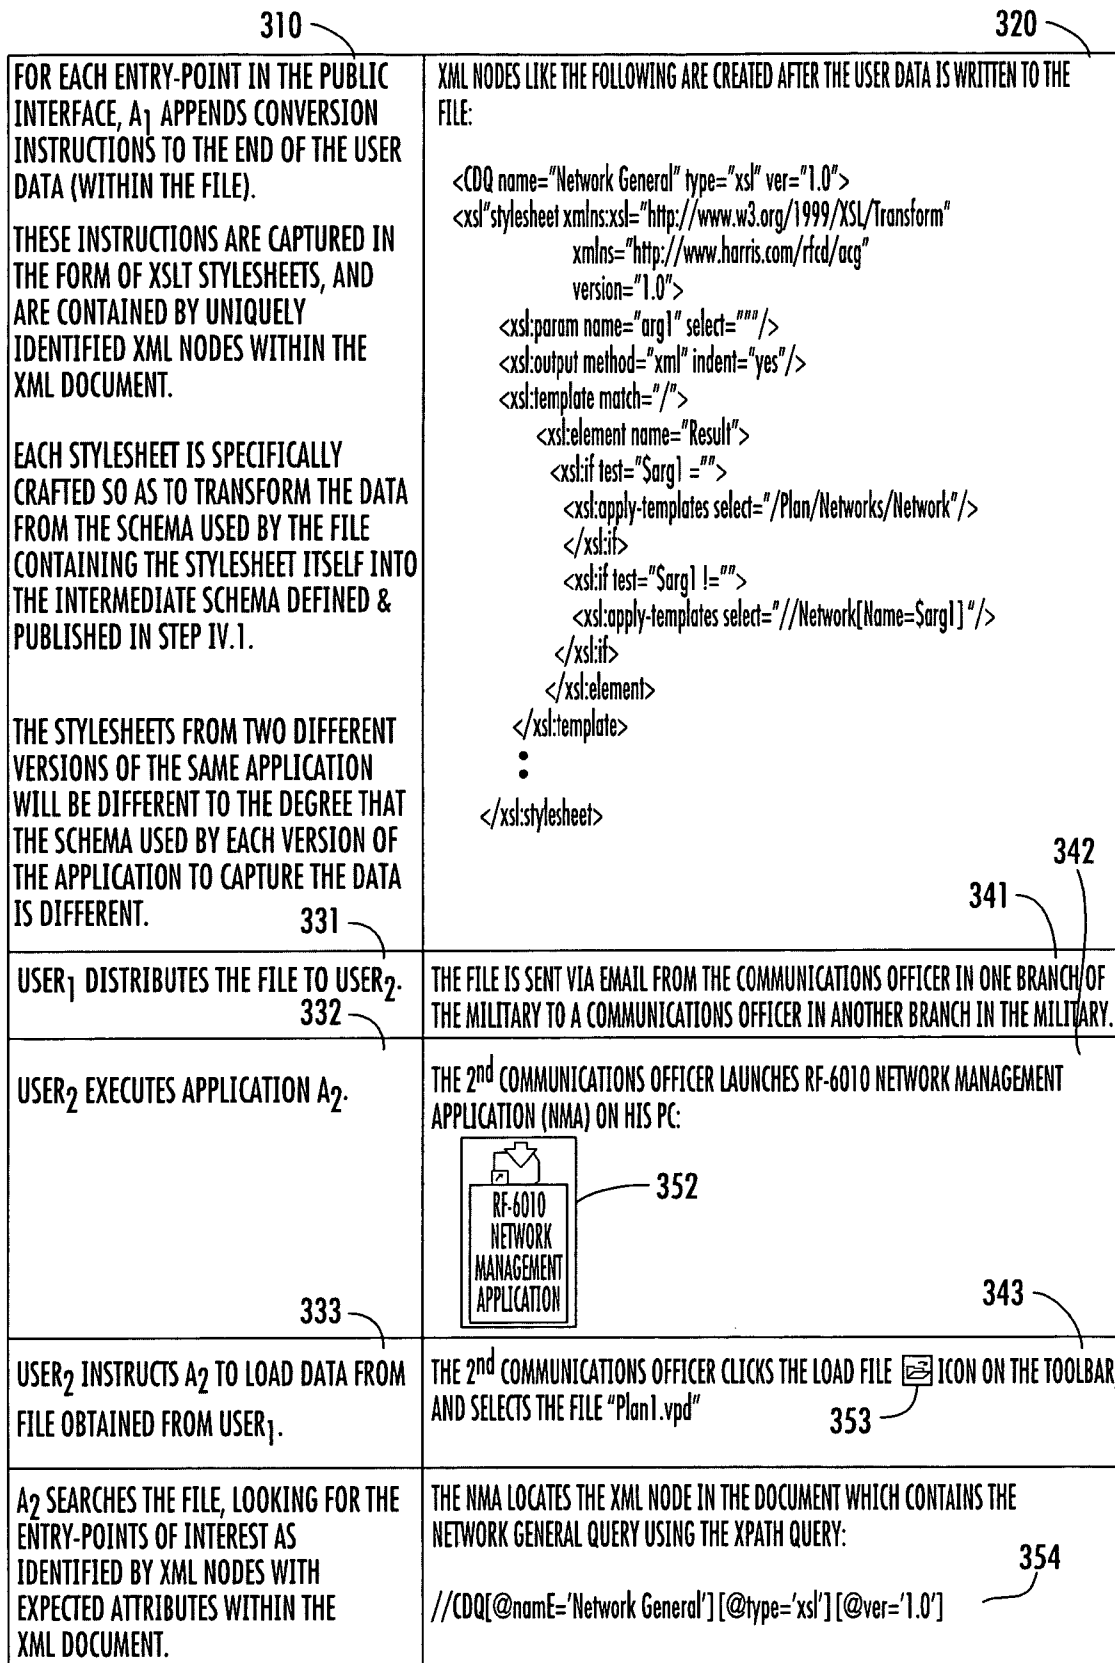 310
320
FOR EACH ENTRY-POINT IN THE PUBLIC
INTERFACE, A1 APPENDS CONVERSION
INSTRUCTIONS TO THE END OF THE USER
DATA (WITHIN THE FILE).
THESE INSTRUCTIONS ARE CAPTURED IN
THE FORM OF XSLT STYLESHEETS, AND
ARE CONTAINED BY UNIQUELY
IDENTIFIED XML NODES WITHIN THE
XML DOCUMENT.
EACH STYLESHEET IS SPECIFICALLY
CRAFTED SO AS TO TRANSFORM THE DATA
FROM THE SCHEMA USED BY THE FILE
CONTAINING THE STYLESHEET ITSELF INTO
THE INTERMEDIATE SCHEMA DEFINED &
PUBLISHED IN STEP IV.1.
THE STYLESHEETS FROM TWO DIFFERENT
VERSIONS OF THE SAME APPLICATION
WILL BE DIFFERENT TO THE DEGREE THAT
THE SCHEMA USED BY EACH VERSION OF
THE APPLICATION TO CAPTURE THE DATA
IS DIFFERENT.
XML NODES LIKE THE FOLLOWING ARE CREATED AFTER THE USER DATA IS WRITTEN TO THE
FILE:
<CDQ name="Network General" type="xsl" ver="1.0">
<xsl"stylesheet xmlns:xsl="http://www.w3.org/1999/XSL/Transform"
xmlns="http://www.harris.com/rfcd/acg"
version="1.0">
<xsl:param name="arg1" select="""/>
<xsl:output method="xml" indent="yes"/>
<xsl:template match="/">
<xsl:element name="Result">
<xsl:if test="$arg1 ="">
<xsl:apply-templates select="/Plan/Networks/Network"/>
</xsl:if>
<xsl:if test="$arg1 !="">
<xsl:apply-templates select="//Network[Name=$arg1] "/>
</xsl:if>
</xsl:element>
</xsl:template>
</xsl:stylesheet>
342
341
331
USER1 DISTRIBUTES THE FILE TO USER2.
THE FILE IS SENT VIA EMAIL FROM THE COMMUNICATIONS OFFICER IN ONE BRANCH OF
THE MILITARY TO A COMMUNICATIONS OFFICER IN ANOTHER BRANCH IN THE MILITARY.
332
USER2 EXECUTES APPLICATION A2.
THE 2nd COMMUNICATIONS OFFICER LAUNCHES RF-6010 NETWORK MANAGEMENT
APPLICATION (NMA) ON HIS PC:
RF-6010
NETWORK
MANAGEMENT
APPLICATION
352
333
343
USER2 INSTRUCTS A2 TO LOAD DATA FROM
FILE OBTAINED FROM USER1.
THE 2nd COMMUNICATIONS OFFICER CLICKS THE LOAD FILE ICON ON THE TOOLBAR,
AND SELECTS THE FILE "Plan1.vpd"
353
A2 SEARCHES THE FILE, LOOKING FOR THE
ENTRY-POINTS OF INTEREST AS
IDENTIFIED BY XML NODES WITH
EXPECTED ATTRIBUTES WITHIN THE
XML DOCUMENT.
THE NMA LOCATES THE XML NODE IN THE DOCUMENT WHICH CONTAINS THE
NETWORK GENERAL QUERY USING THE XPATH QUERY:
354
//CDQ[@namE='Network General'] [@type='xsl'] [@ver='1.0']